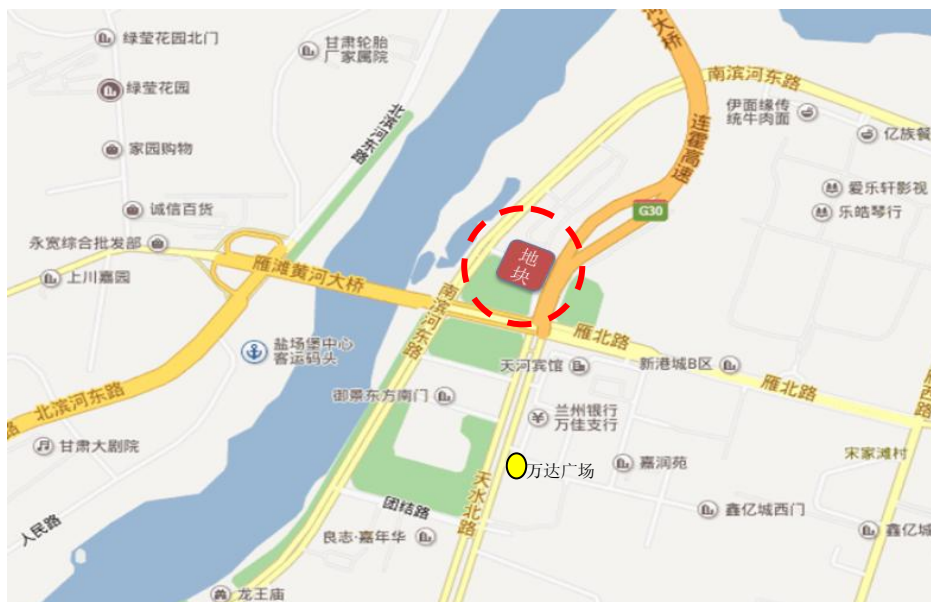 绿莹花园北门
绿莹花园
家园购物
诚信百货
永宽综合批发部
上川嘉园
甘肃轮胎
厂家属院
北滨河东路
河大桥
南滨河东路
伊面缘传
统牛肉面
亿族餐
连霍高速
G30
爱乐轩影视
乐皓琴行
地
块
雁滩黄河大桥
南滨河东路
盐场堡中心
客运码头
北滨河东路
路
甘肃大剧院
人民路
雁北路
天河宾馆
新港城B区
雁北路
雁西路
御景东方南门
兰州银行
万佳支行
宋家滩村
万达广场
嘉润苑
天水北路
团结路
良志·嘉年华
鑫亿城西门
鑫亿城
龙王庙